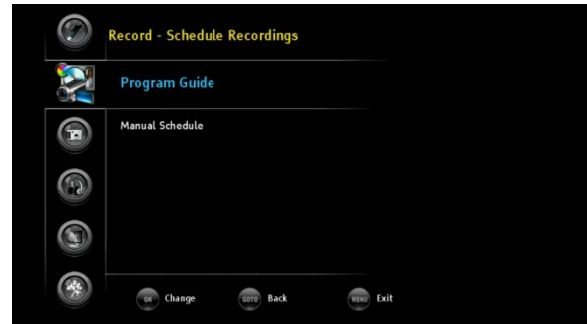 Record - Schedule Recordings
Program Guide
Manual Schedule
OK Change GOTO Back MENU Exit